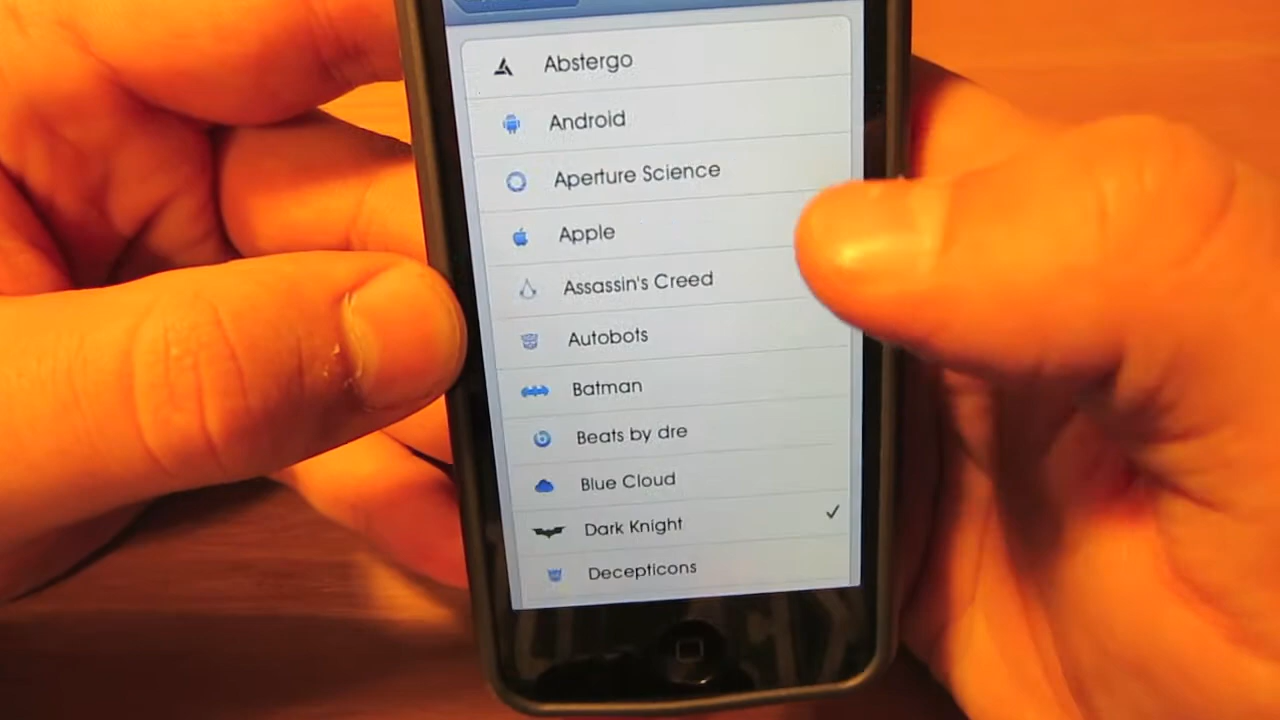 Abstergo
Android
Aperture Science
Apple
Assassin's Creed
Autobots
Batman
Beats by dre
Blue Cloud
Dark Knight
Decepticons